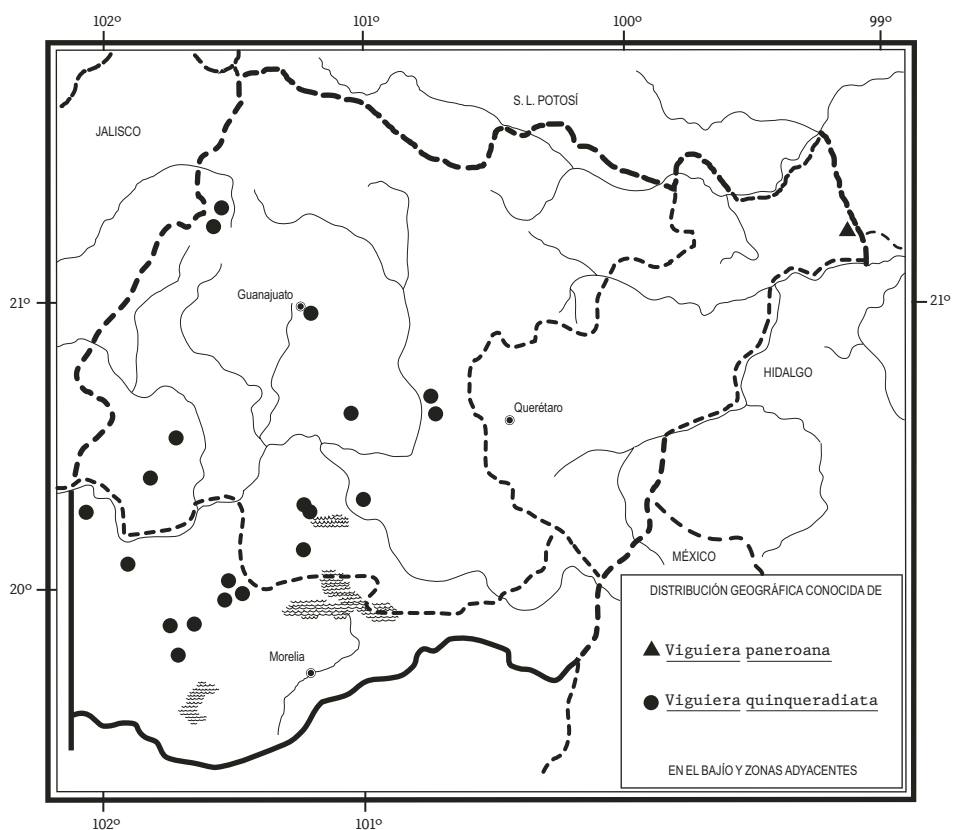 102º 101º 100º 99º
S. L. POTOSÍ
JALISCO
Guanajuato
21º 21º
HIDALGO
Querétaro
MÉXICO
20º
DISTRIBUCIÓN GEOGRÁFICA CONOCIDA DE
Viguiera paneroana
Morelia
Viguiera quinqueradiata
EN EL BAJÍO Y ZONAS ADYACENTES
102º 101º